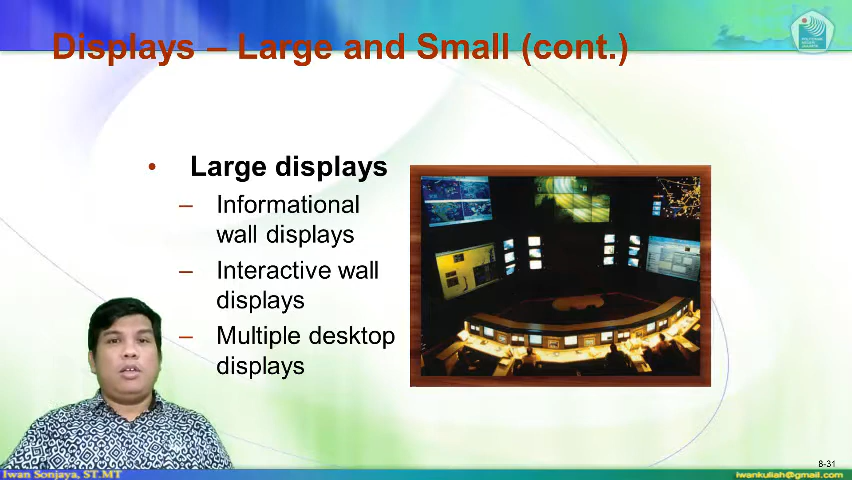 Displays – Large and Small (cont.)
• Large displays
– Informational
wall displays
– Interactive wall
displays
– Multiple desktop
displays
8-31
Iwan Sonjaya, ST.MT
iwankuliah@gmail.com